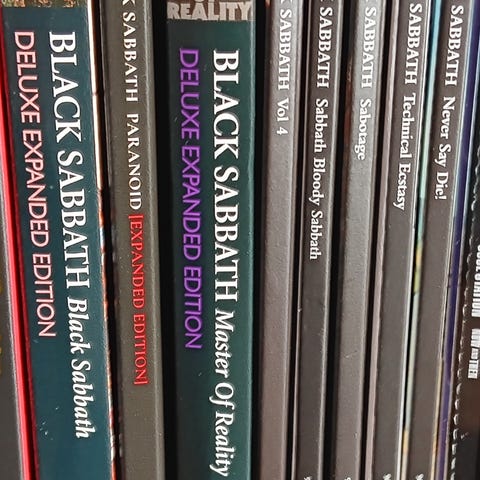 BLACK SABBATH Black Sabbath
DELUXE EXPANDED EDITION
SABBATH PARANOID [EXPANDED EDITION]
REALITY
BLACK SABBATH Master Of Reality
DELUXE EXPANDED EDITION
SABBATH Vol 4
SABBATH Sabbath Bloody Sabbath
SABBATH Sabotage
SABBATH Technical Ecstasy
SABBATH Never Say Die!